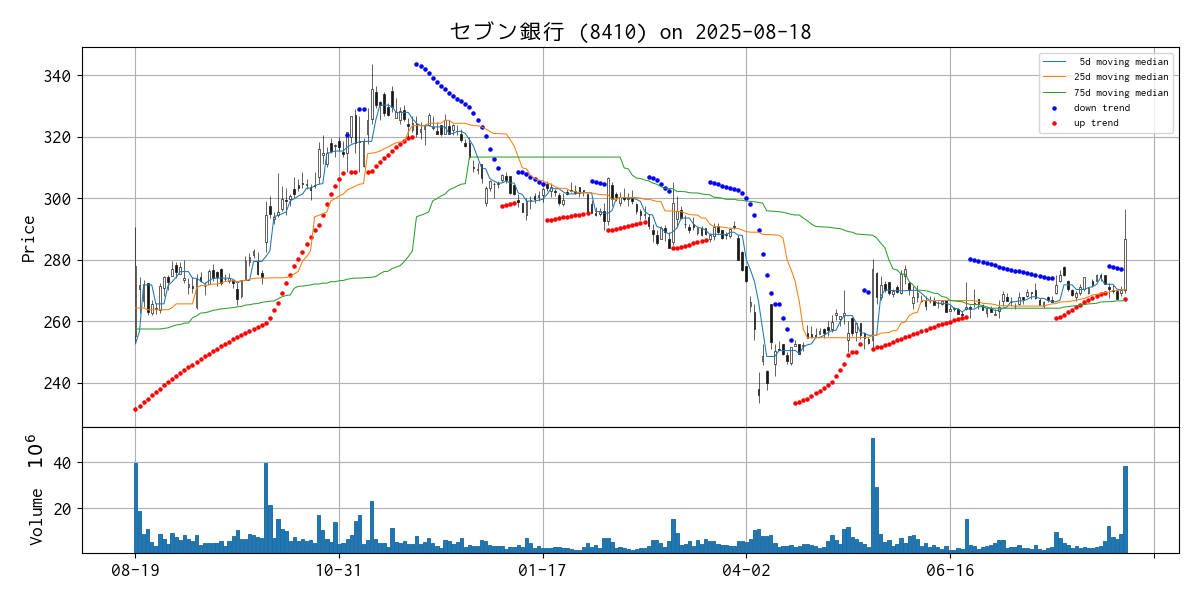 セブン銀行 (8410) on 2025-08-18
5d moving median
25d moving median
75d moving median
down trend
up trend
340
320
300
280
260
240
Price
40
20
Volume 10⁶
08-19 10-31 01-17 04-02 06-16